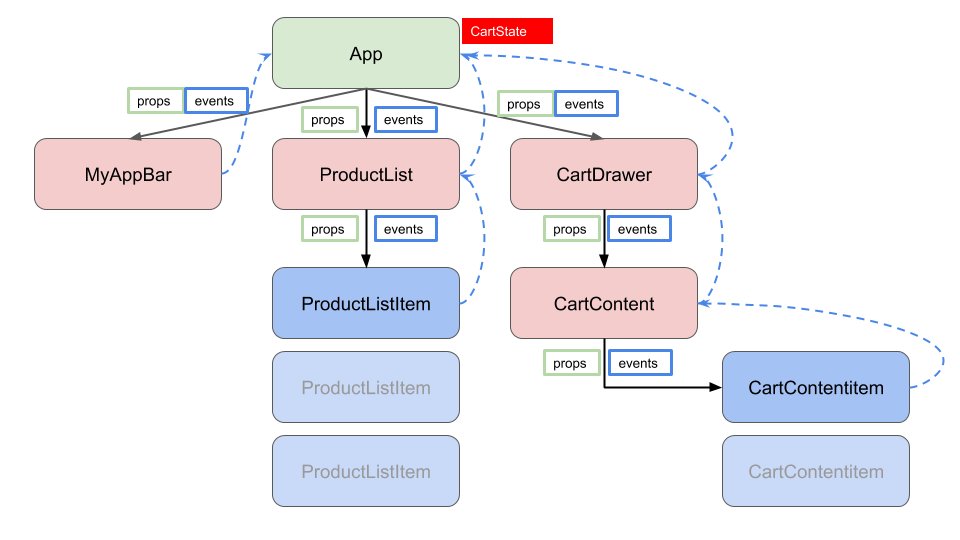 CartState
App
props
events
props
events
props
events
MyAppBar
ProductList
CartDrawer
props
events
props
events
ProductListItem
CartContent
props
events
ProductListItem
CartContentitem
ProductListItem
CartContentitem